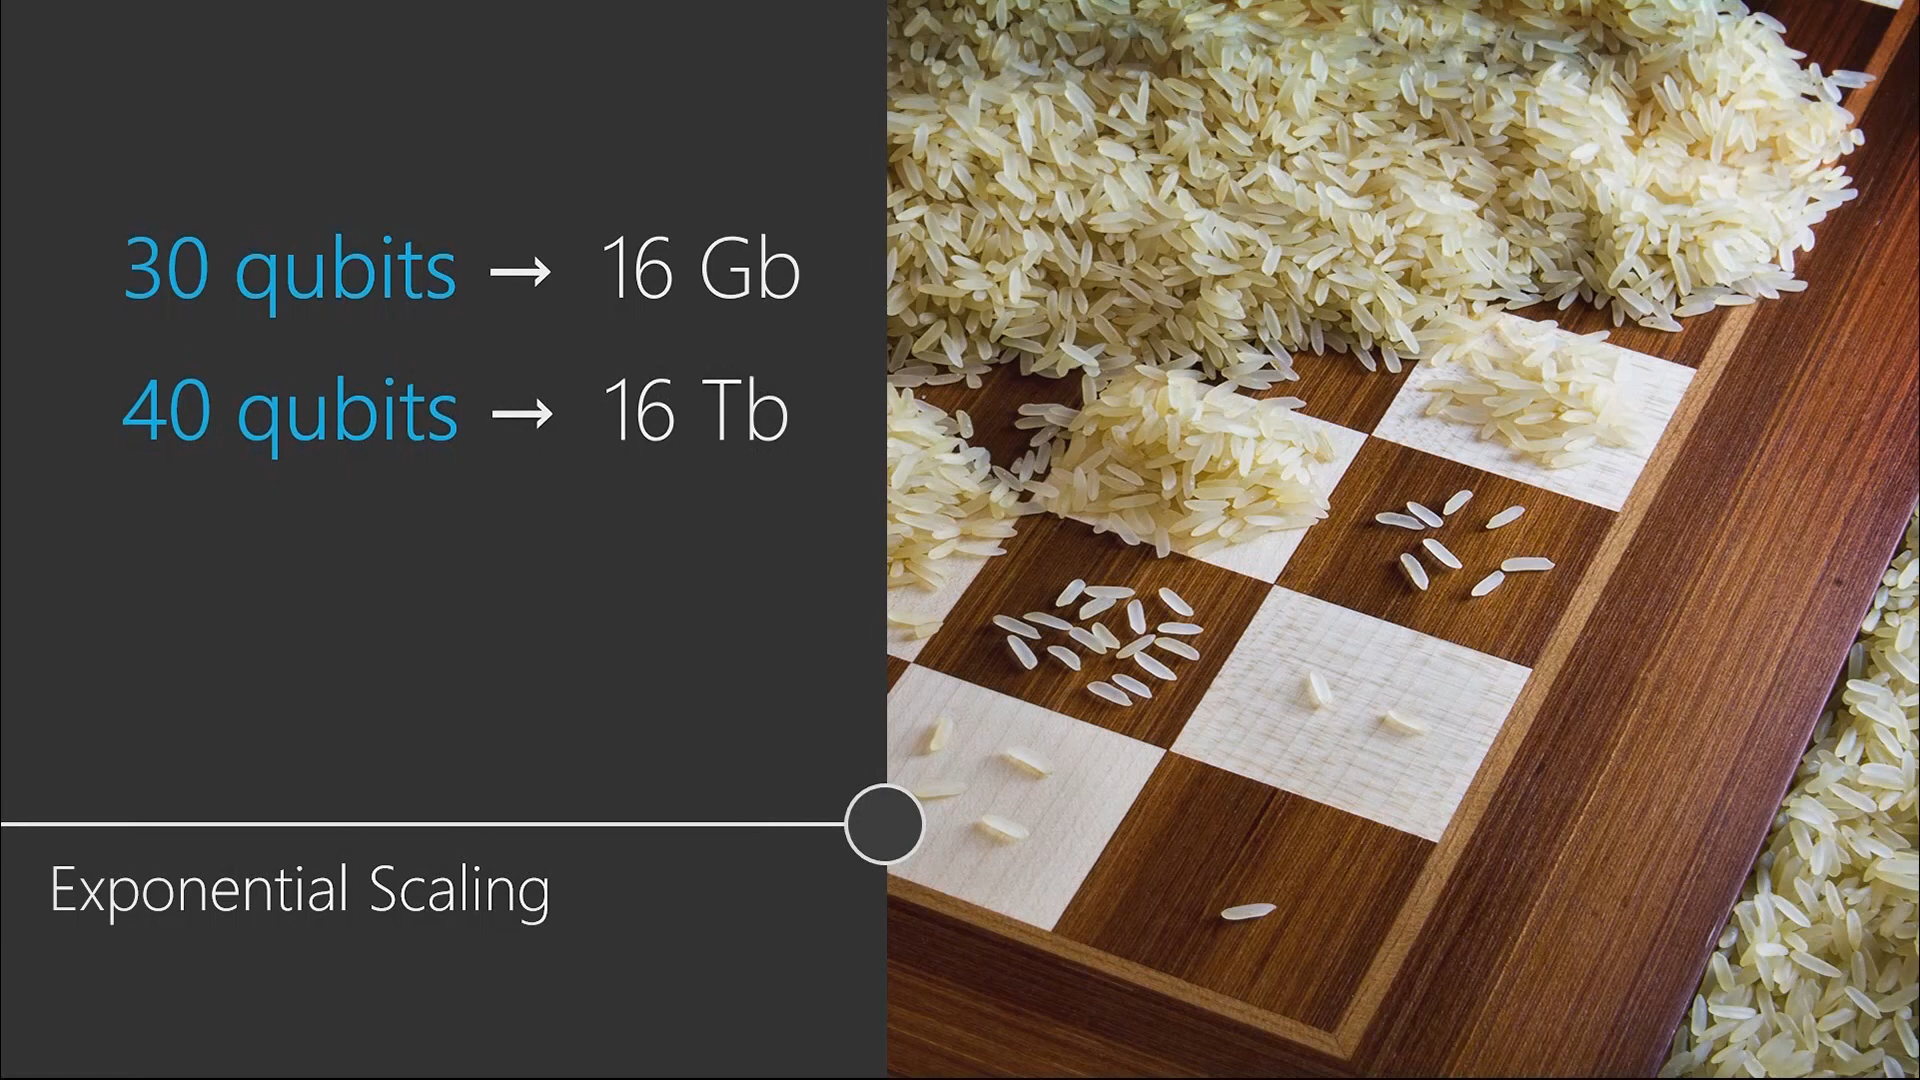 30 qubits → 16 Gb
40 qubits → 16 Tb
Exponential Scaling